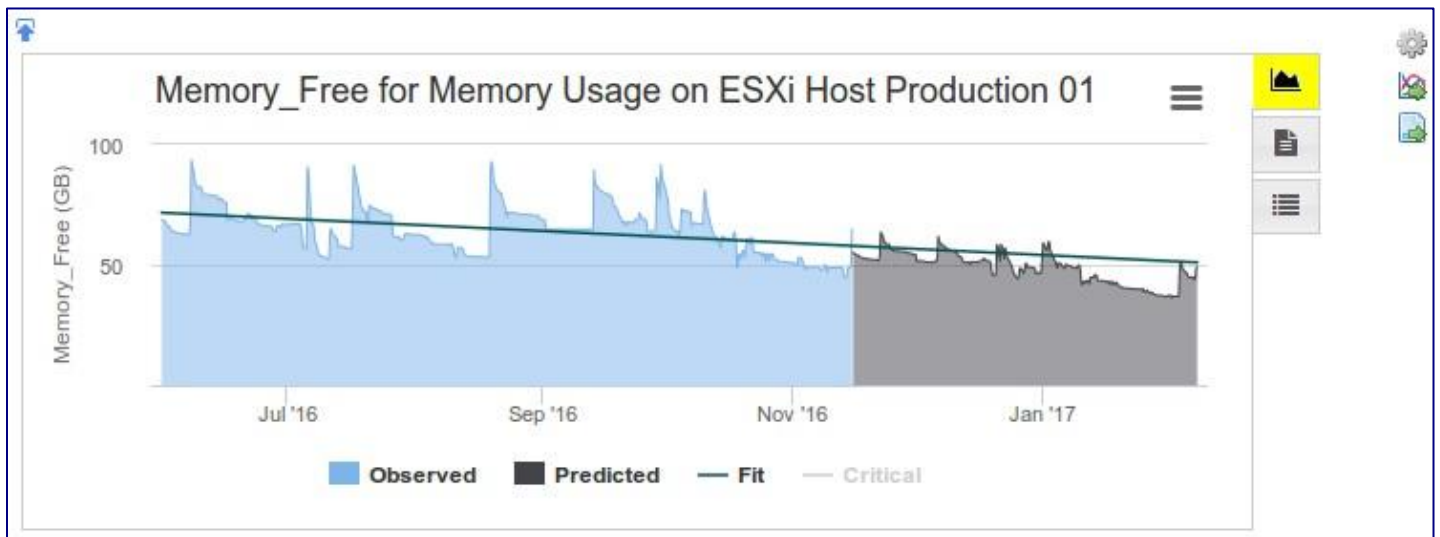 Memory_Free for Memory Usage on ESXi Host Production 01
Memory_Free (GB)
100
50
Jul '16
Sep '16
Nov '16
Jan '17
Observed
Predicted
Fit
Critical